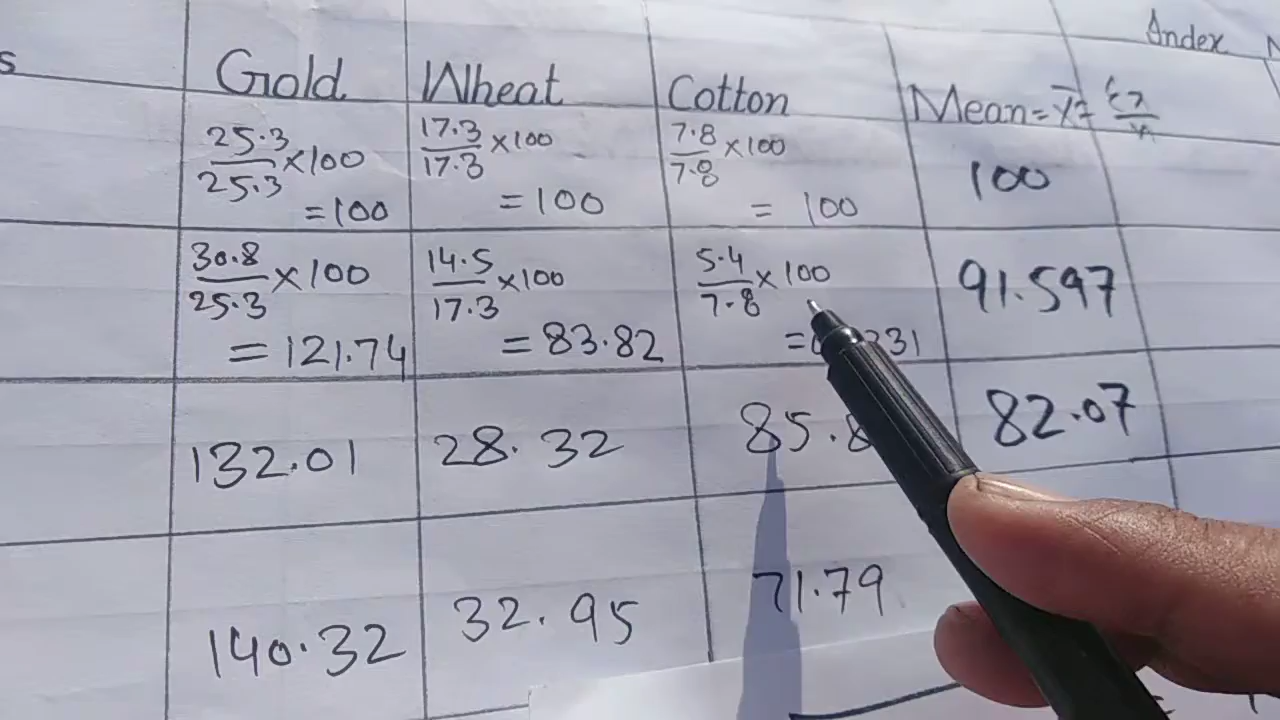 Index
s Gold Wheat Cotton Mean = x̄ = Σx/n
25.3/25.3 × 100 17.3/17.3 × 100 7.8/7.8 × 100
= 100 = 100 = 100 100
30.8/25.3 × 100 14.5/17.3 × 100 5.4/7.8 × 100 91.597
= 121.74 = 83.82
132.01 28.32 82.07
140.32 32.95 71.79